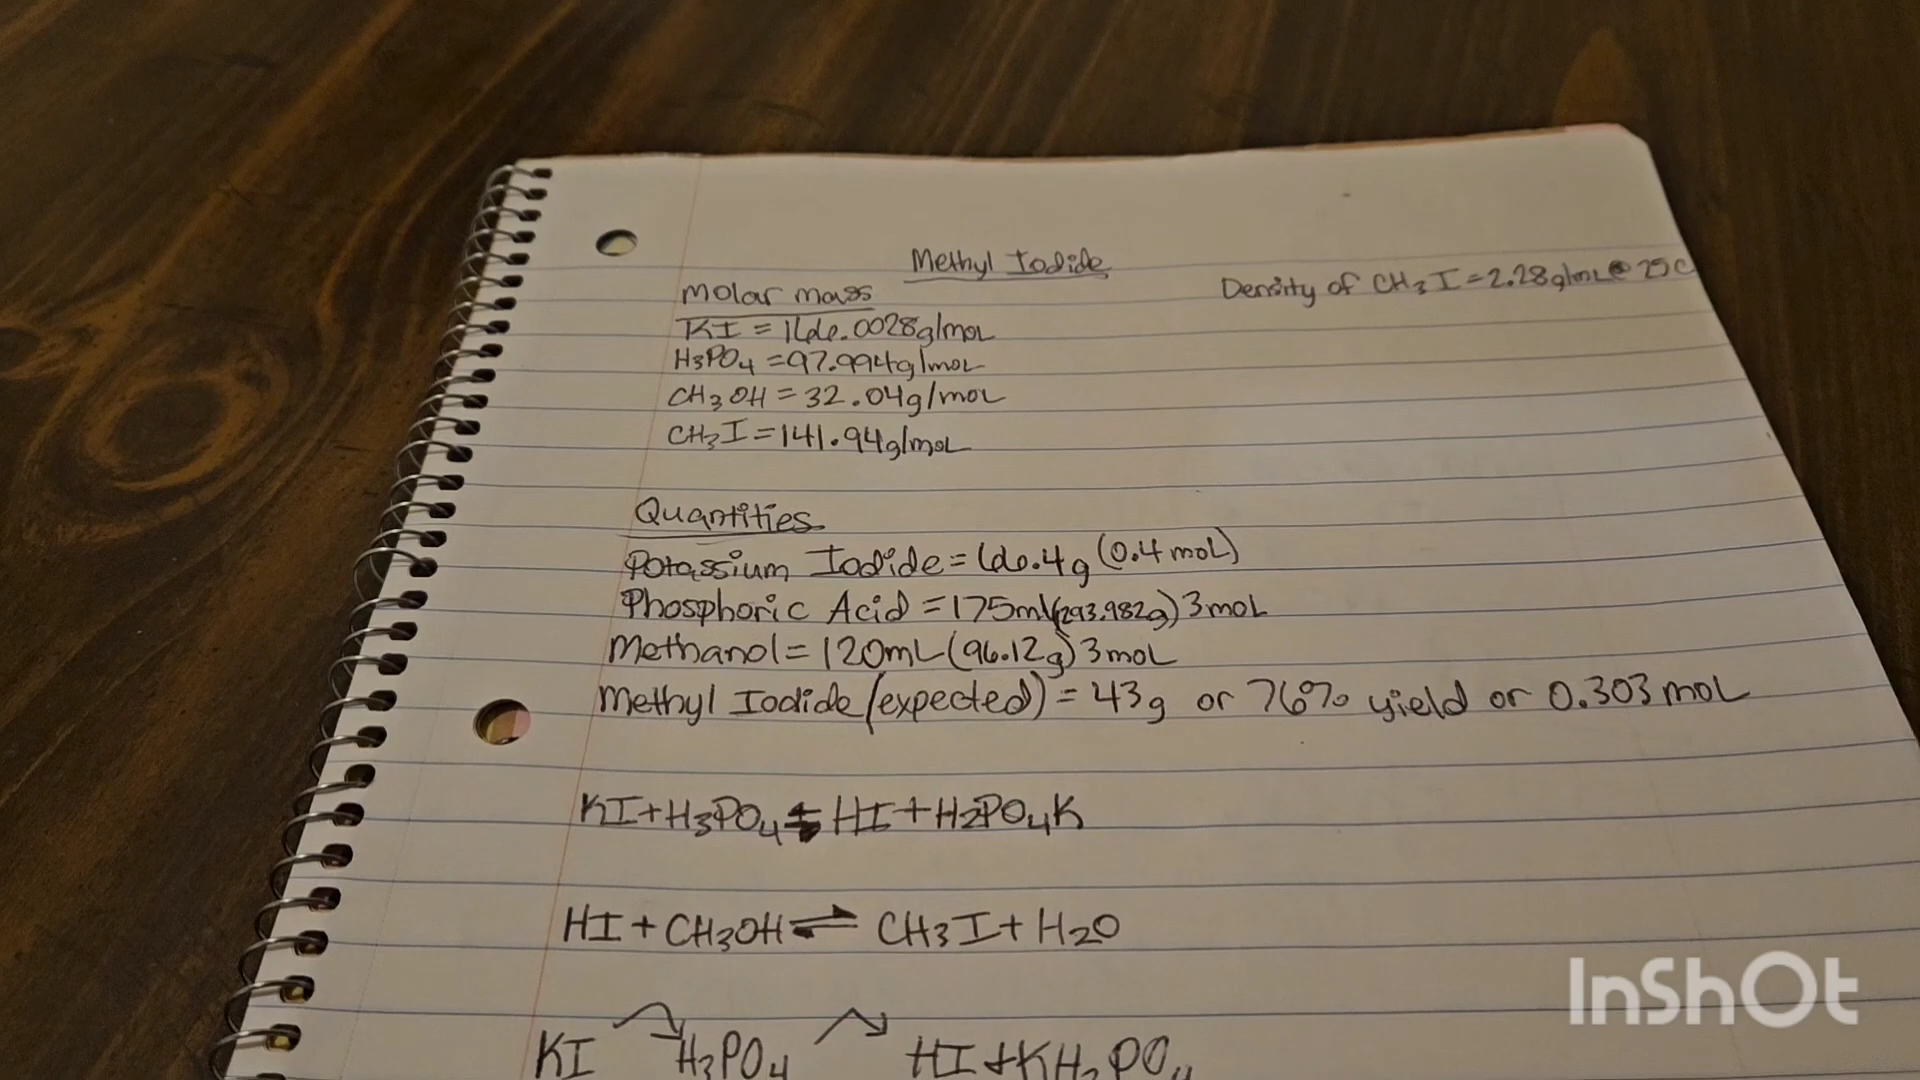 Methyl Iodide
Density of CH3I=2.28g/mL@25C
Molar mass
KI = 166.0028g/mol
H3PO4=97.994g/mol
CH3OH=32.04g/mol
CH3I=141.94g/mol
Quantities
Potassium Iodide=66.4g (0.4 mol)
Phosphoric Acid =175ml(293.982g)3mol
Methanol=120mL(96.12g)3mol
Methyl Iodide(expected)=43g or 76% yield or 0.303 mol
KI+H3PO4⇌HI+H2PO4K
HI+CH3OH⇌CH3I+H2O
KI H3PO4 HI+KH2PO4
InShOt